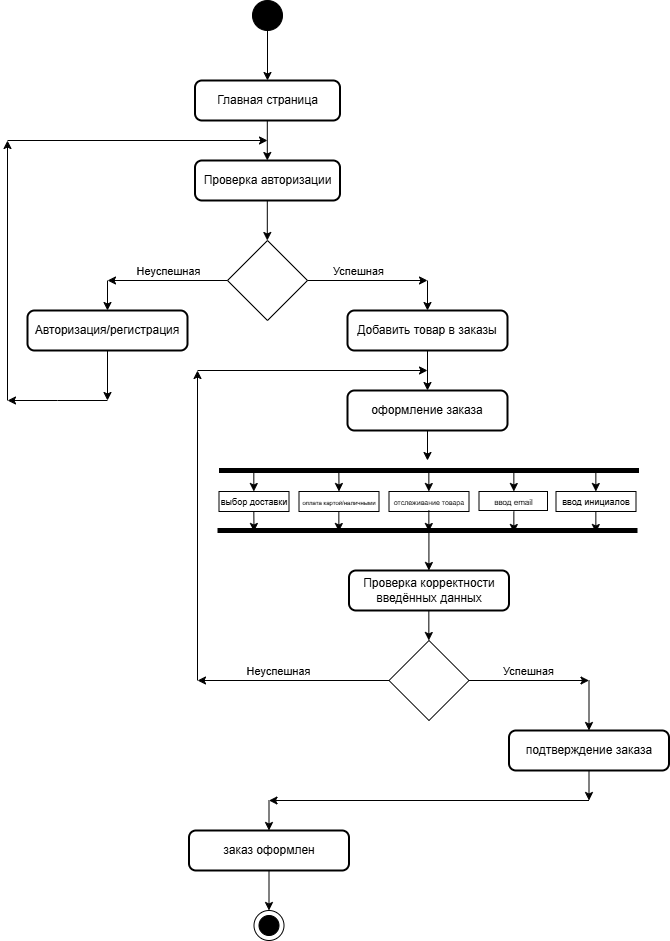 Главная страница
Проверка авторизации
Неуспешная
Успешная
Авторизация/регистрация
Добавить товар в заказы
оформление заказа
выбор доставки
оплата картой/наличными
отслеживание товара
ввод email
ввод инициалов
Проверка корректности
введённых данных
Неуспешная
Успешная
подтверждение заказа
заказ оформлен